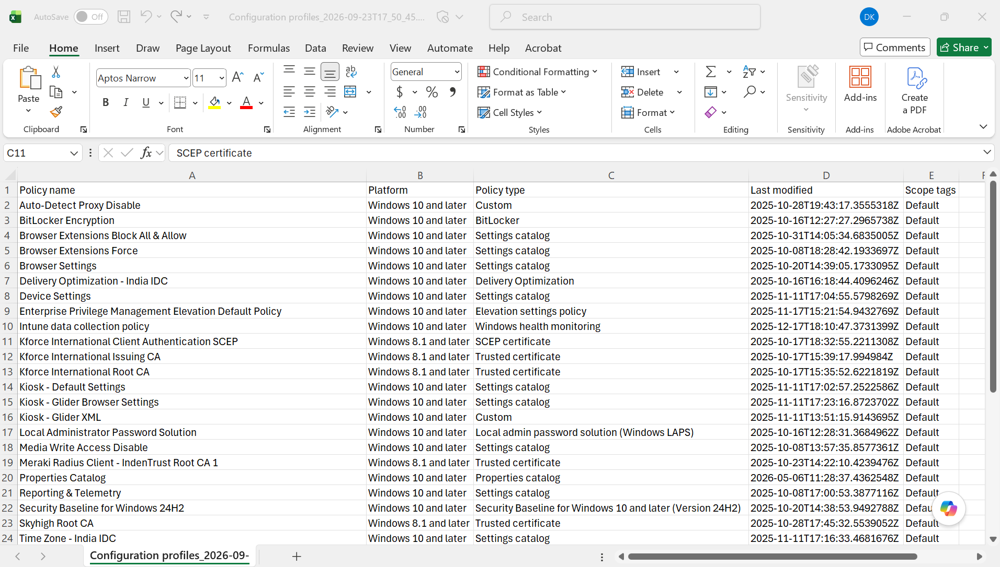 AutoSave Off Configuration profiles_2026-09-23T17_50_45.... Search DK
File Home Insert Draw Page Layout Formulas Data Review View Automate Help Acrobat Comments Share
Paste
Clipboard
Aptos Narrow 11
B I U A
Font
ab
Alignment
General
$ % 9 .00
Number
Conditional Formatting
Format as Table
Cell Styles
Styles
Insert
Delete
Format
Cells
Editing
Sensitivity
Sensitivity
Add-ins
Add-ins
Create
a PDF
Adobe Acrobat
C11 fx SCEP certificate
A B C D E F
1 Policy name Platform Policy type Last modified Scope tags
2 Auto-Detect Proxy Disable Windows 10 and later Custom 2025-10-28T19:43:17.3555318Z Default
3 BitLocker Encryption Windows 10 and later BitLocker 2025-10-16T12:27:27.2965738Z Default
4 Browser Extensions Block All & Allow Windows 10 and later Settings catalog 2025-10-31T14:05:34.6835005Z Default
5 Browser Extensions Force Windows 10 and later Settings catalog 2025-10-08T18:28:42.1933697Z Default
6 Browser Settings Windows 10 and later Settings catalog 2025-10-20T14:39:05.1733095Z Default
7 Delivery Optimization - India IDC Windows 10 and later Delivery Optimization 2025-10-16T16:18:44.4096246Z Default
8 Device Settings Windows 10 and later Settings catalog 2025-11-11T17:04:55.5798269Z Default
9 Enterprise Privilege Management Elevation Default Policy Windows 10 and later Elevation settings policy 2025-11-17T15:21:54.9432769Z Default
10 Intune data collection policy Windows 10 and later Windows health monitoring 2025-12-17T18:10:47.3731399Z Default
11 Kforce International Client Authentication SCEP Windows 8.1 and later SCEP certificate 2025-10-17T18:32:55.2211308Z Default
12 Kforce International Issuing CA Windows 8.1 and later Trusted certificate 2025-10-17T15:39:17.994984Z Default
13 Kforce International Root CA Windows 8.1 and later Trusted certificate 2025-10-17T15:35:52.6221819Z Default
14 Kiosk - Default Settings Windows 10 and later Settings catalog 2025-11-11T17:02:57.2522586Z Default
15 Kiosk - Glider Browser Settings Windows 10 and later Settings catalog 2025-11-11T17:23:16.8723702Z Default
16 Kiosk - Glider XML Windows 10 and later Custom 2025-11-11T13:51:15.9143695Z Default
17 Local Administrator Password Solution Windows 10 and later Local admin password solution (Windows LAPS) 2025-10-16T12:28:31.3684962Z Default
18 Media Write Access Disable Windows 10 and later Settings catalog 2025-10-08T13:57:35.8577361Z Default
19 Meraki Radius Client - IndenTrust Root CA 1 Windows 8.1 and later Trusted certificate 2025-10-23T14:22:10.4239476Z Default
20 Properties Catalog Windows 10 and later Properties catalog 2026-05-06T11:28:37.4362548Z Default
21 Reporting & Telemetry Windows 10 and later Settings catalog 2025-10-08T17:00:53.3877116Z Default
22 Security Baseline for Windows 24H2 Windows 10 and later Security Baseline for Windows 10 and later (Version 24H2) 2025-10-20T14:38:53.9492788Z Defau
23 Skyhigh Root CA Windows 8.1 and later Trusted certificate 2025-10-28T17:45:32.5539052Z Default
24 Time Zone - India IDC Windows 10 and later Settings catalog 2025-11-11T17:16:33.4681676Z Default
Configuration profiles_2026-09-